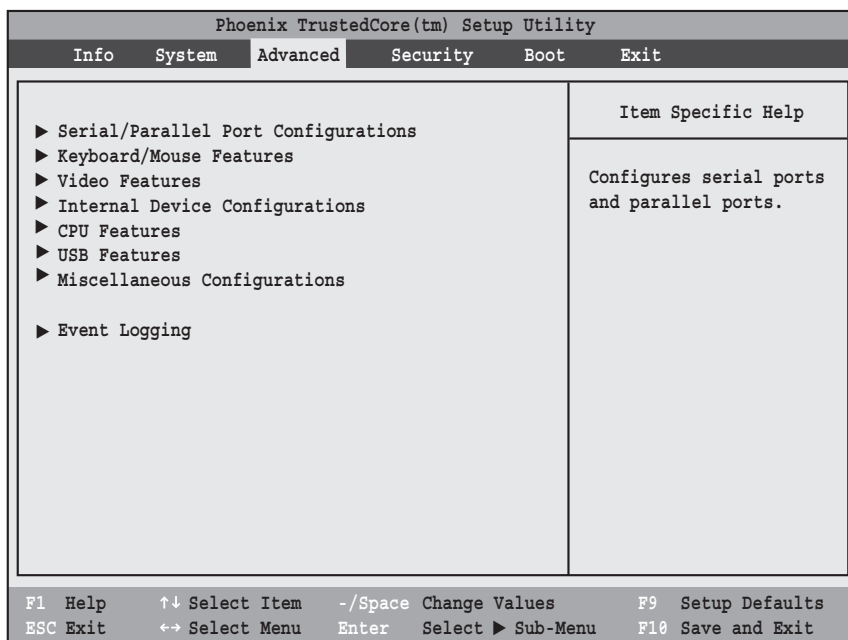 Phoenix TrustedCore(tm) Setup Utility
Info System Advanced Security Boot Exit
▶ Serial/Parallel Port Configurations
▶ Keyboard/Mouse Features
▶ Video Features
▶ Internal Device Configurations
▶ CPU Features
▶ USB Features
▶ Miscellaneous Configurations
▶ Event Logging
Item Specific Help
Configures serial ports
and parallel ports.
F1 Help ↑↓ Select Item -/Space Change Values F9 Setup Defaults
ESC Exit ←→ Select Menu Enter Select ▶ Sub-Menu F10 Save and Exit